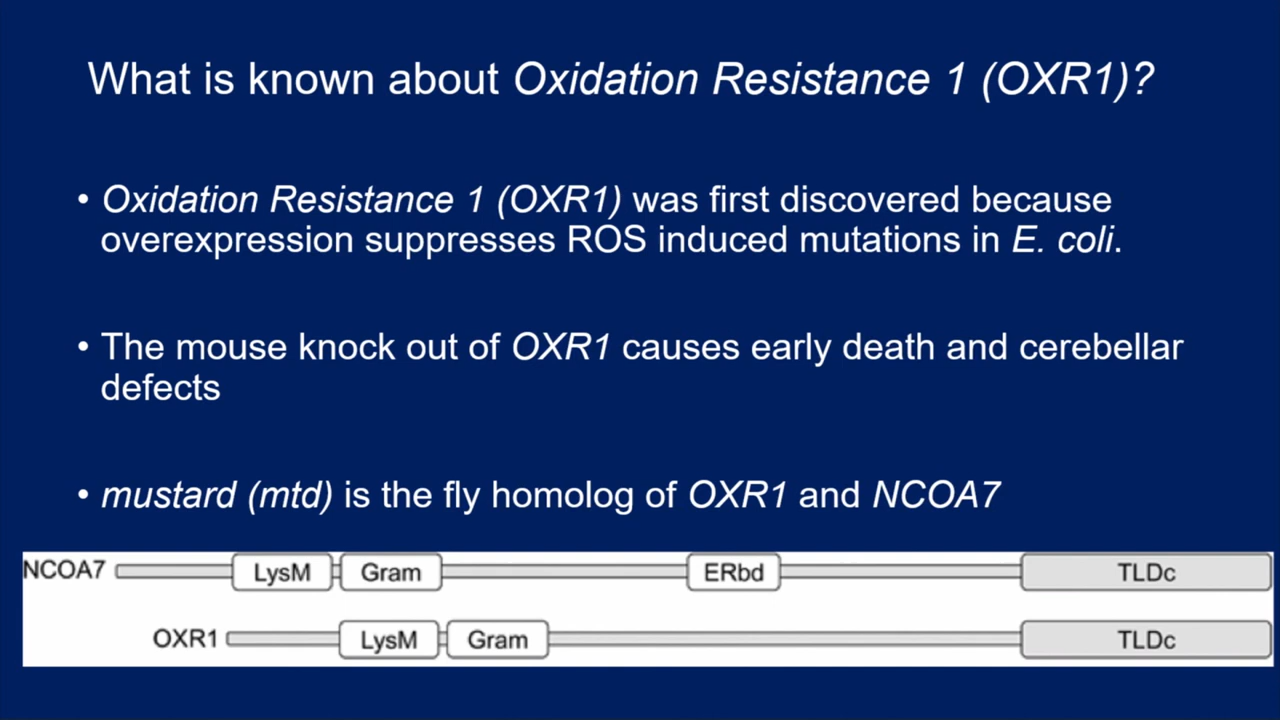 What is known about Oxidation Resistance 1 (OXR1)?
• Oxidation Resistance 1 (OXR1) was first discovered because
overexpression suppresses ROS induced mutations in E. coli.
• The mouse knock out of OXR1 causes early death and cerebellar
defects
• mustard (mtd) is the fly homolog of OXR1 and NCOA7
NCOA7 LysM Gram ERbd TLDc
OXR1 LysM Gram TLDc